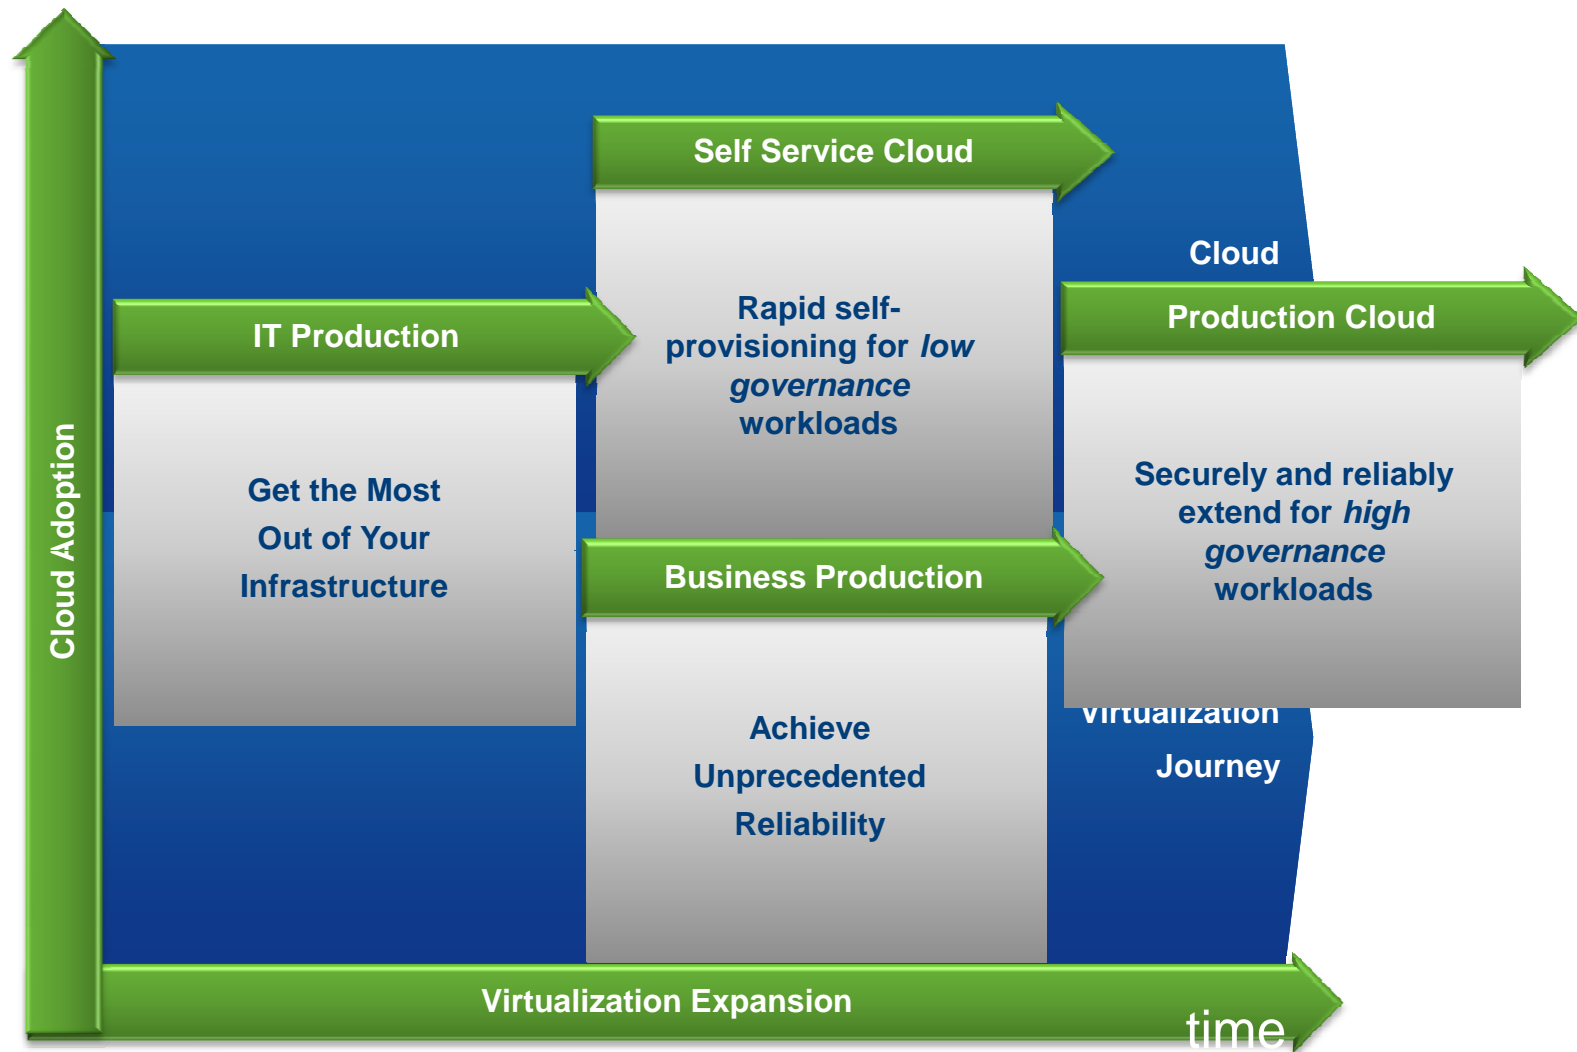 Self Service Cloud
Cloud
IT Production
Rapid self-
provisioning for low
governance
workloads
Production Cloud
Cloud Adoption
Get the Most
Out of Your
Infrastructure
Securely and reliably
extend for high
governance
workloads
Business Production
Achieve
Unprecedented
Reliability
Virtualization
Journey
Virtualization Expansion
time